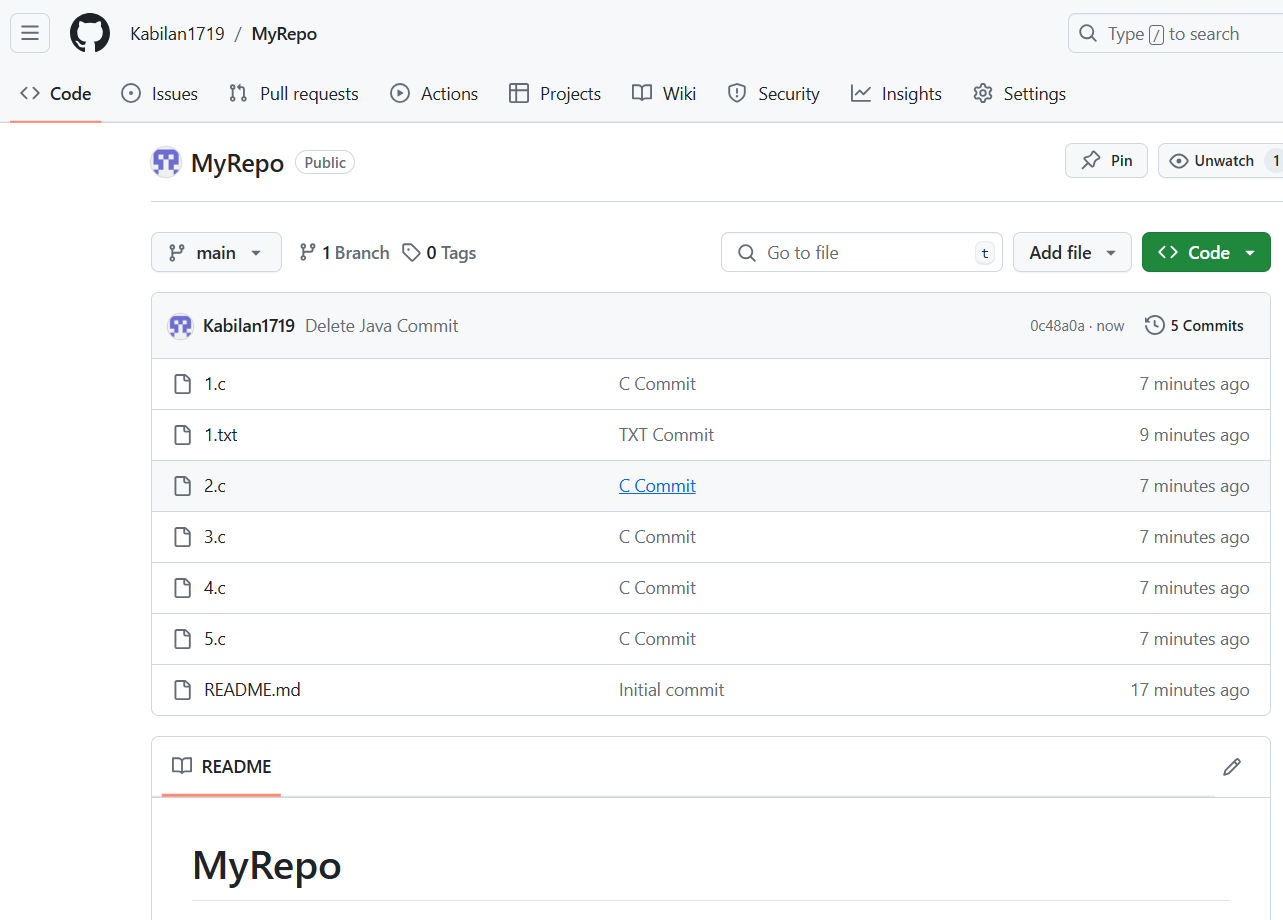 Kabilan1719 / MyRepo
Type / to search
Code Issues Pull requests Actions Projects Wiki Security Insights Settings
MyRepo Public
Pin Unwatch 1
main 1 Branch 0 Tags Go to file t Add file Code
Kabilan1719 Delete Java Commit 0c48a0a · now 5 Commits
1.c C Commit 7 minutes ago
1.txt TXT Commit 9 minutes ago
2.c C Commit 7 minutes ago
3.c C Commit 7 minutes ago
4.c C Commit 7 minutes ago
5.c C Commit 7 minutes ago
README.md Initial commit 17 minutes ago
README
MyRepo